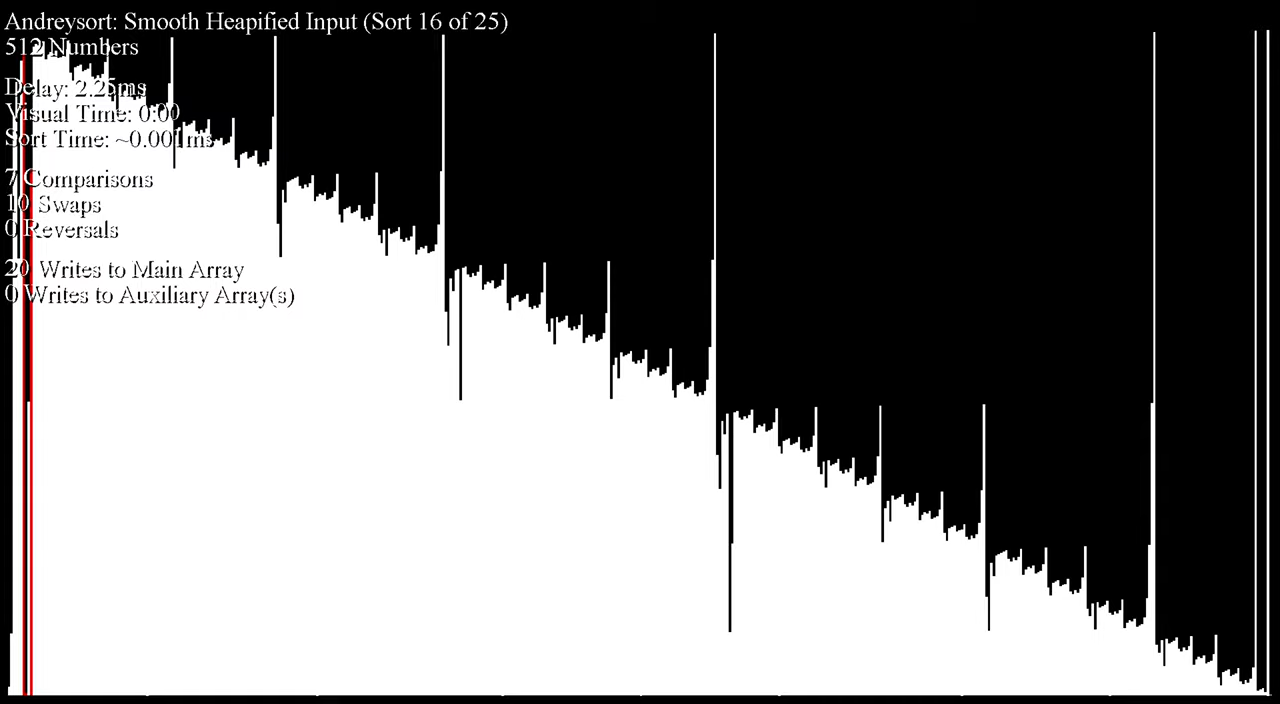 Andreysort: Smooth Heapified Input (Sort 16 of 25)
512 Numbers
Delay: 2.25ms
Visual Time: 0:00
Sort Time: ~0.001ms
7 Comparisons
10 Swaps
0 Reversals
20 Writes to Main Array
0 Writes to Auxiliary Array(s)